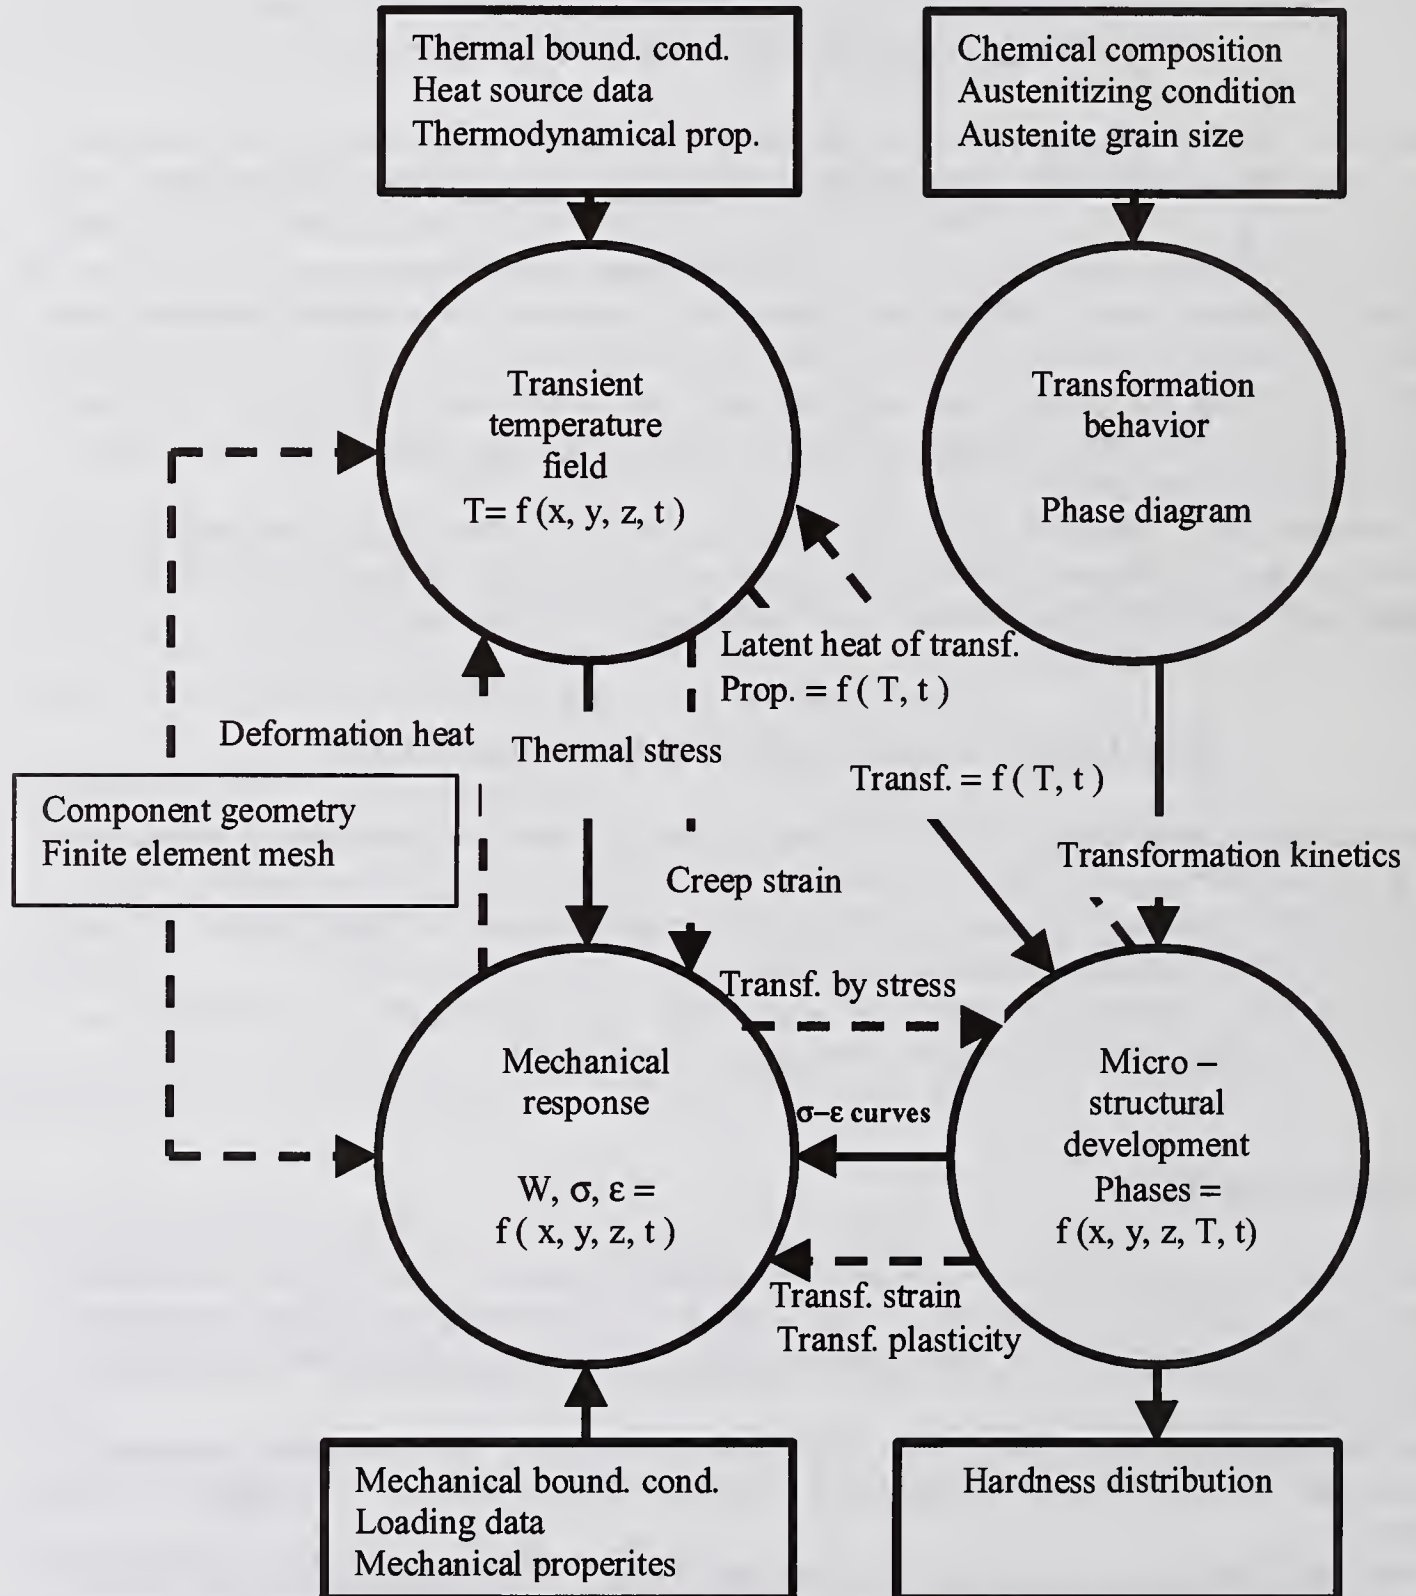 Thermal bound. cond.
Heat source data
Thermodynamical prop.
Chemical composition
Austenitizing condition
Austenite grain size
Transient
temperature
field
T= f (x, y, z, t )
Transformation
behavior
Phase diagram
Latent heat of transf.
Prop. = f ( T, t )
Deformation heat
Thermal stress
Transf. = f ( T, t )
Component geometry
Finite element mesh
Transformation kinetics
Creep strain
Transf. by stress
Mechanical
response
W, σ, ε =
f ( x, y, z, t )
σ–ε curves
Micro –
structural
development
Phases =
f (x, y, z, T, t)
Transf. strain
Transf. plasticity
Mechanical bound. cond.
Loading data
Mechanical properites
Hardness distribution